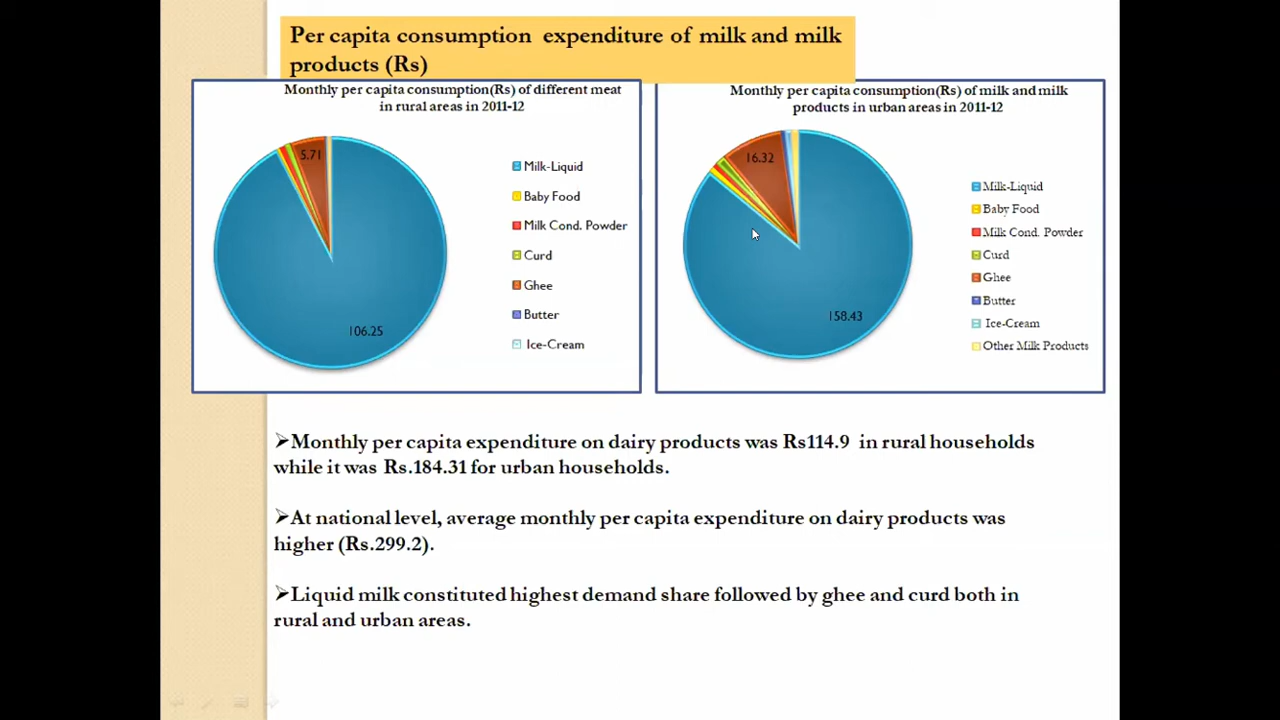 Per capita consumption expenditure of milk and milk
products (Rs)
Monthly per capita consumption(Rs) of different meat
in rural areas in 2011-12
5.71
106.25
Milk-Liquid
Baby Food
Milk Cond. Powder
Curd
Ghee
Butter
Ice-Cream
Monthly per capita consumption(Rs) of milk and milk
products in urban areas in 2011-12
16.32
158.43
Milk-Liquid
Baby Food
Milk Cond. Powder
Curd
Ghee
Butter
Ice-Cream
Other Milk Products
➢Monthly per capita expenditure on dairy products was Rs114.9 in rural households
while it was Rs.184.31 for urban households.
➢At national level, average monthly per capita expenditure on dairy products was
higher (Rs.299.2).
➢Liquid milk constituted highest demand share followed by ghee and curd both in
rural and urban areas.